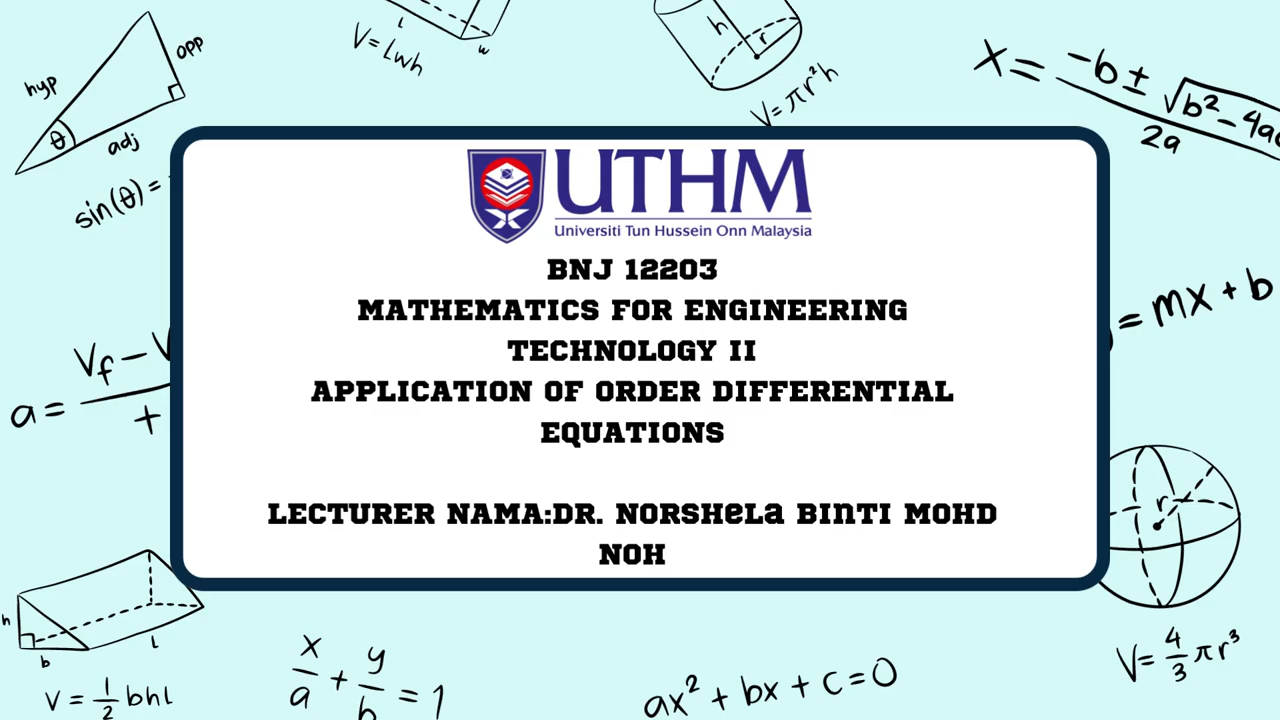 hyp
opp
θ
adj
sin(θ) =
l
w
V = lwh
h
r
V = πr²h
x = -b ± √b² - 4ac
2a
UTHM
Universiti Tun Hussein Onn Malaysia
BNJ 12203
MATHEMATICS FOR ENGINEERING
TECHNOLOGY II
APPLICATION OF ORDER DIFFERENTIAL
EQUATIONS
LECTURER NAMA:DR. NORSHELA BINTI MOHD
NOH
a = Vf - V
t
= mx + b
r
V = 4/3 πr³
h
b
l
V = 1/2 bhl
x/a + y/b = 1
ax² + bx + c = 0